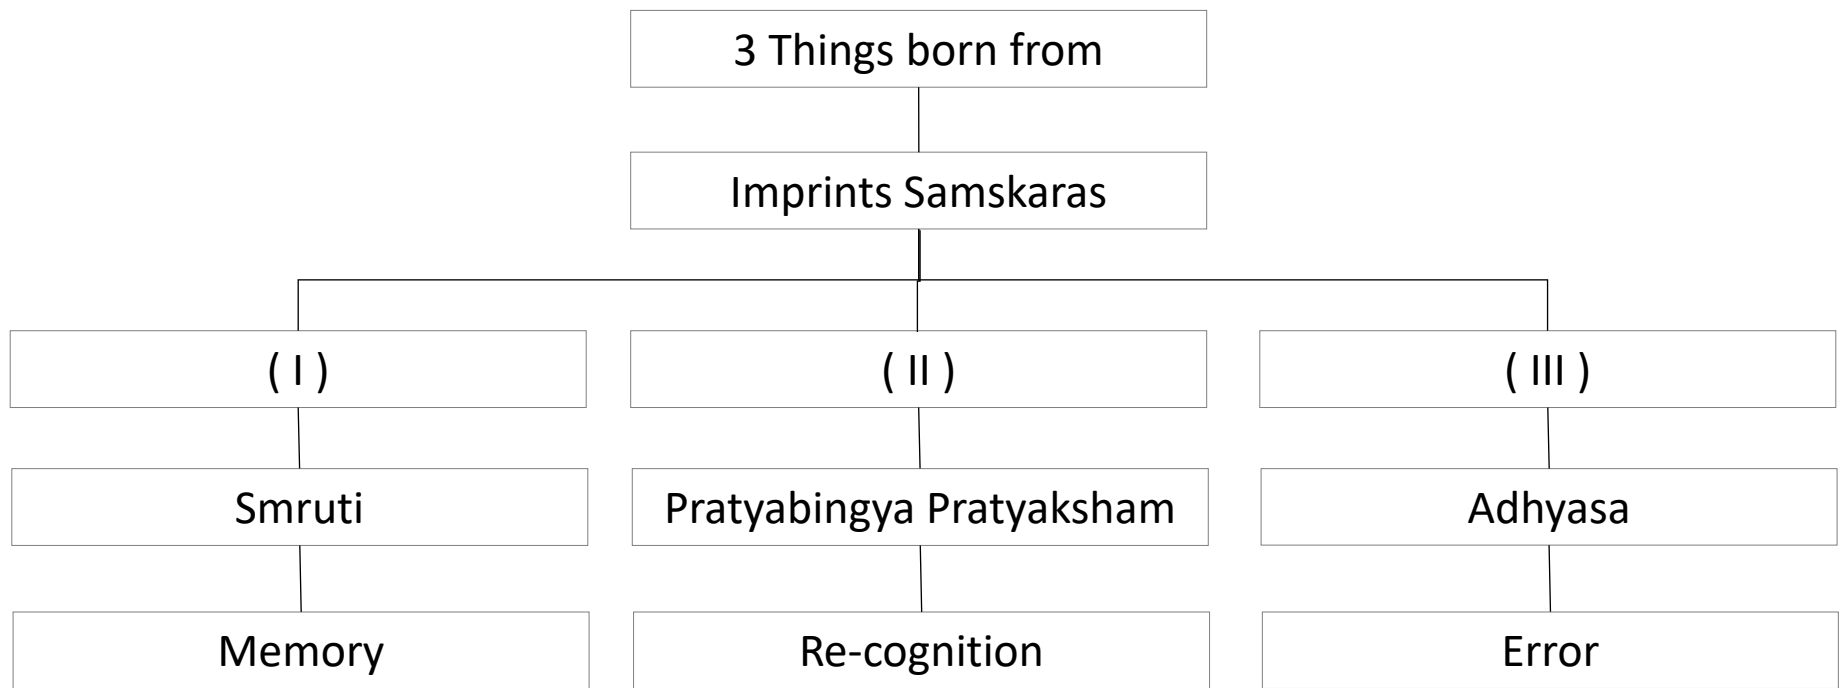 3 Things born from
Imprints Samskaras
( I )
( II )
( III )
Smruti
Pratyabingya Pratyaksham
Adhyasa
Memory
Re-cognition
Error